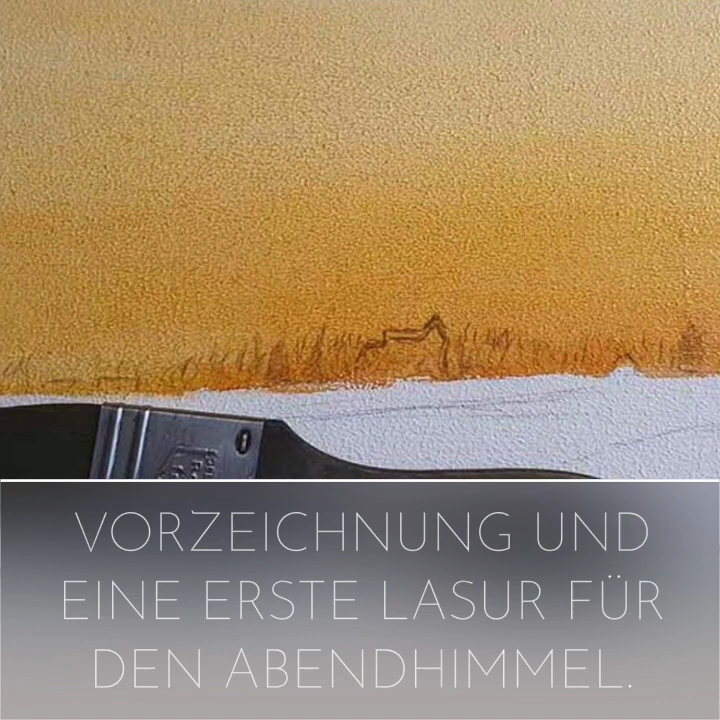 VORZEICHNUNG UND
EINE ERSTE LASUR FÜR
DEN ABENDHIMMEL.